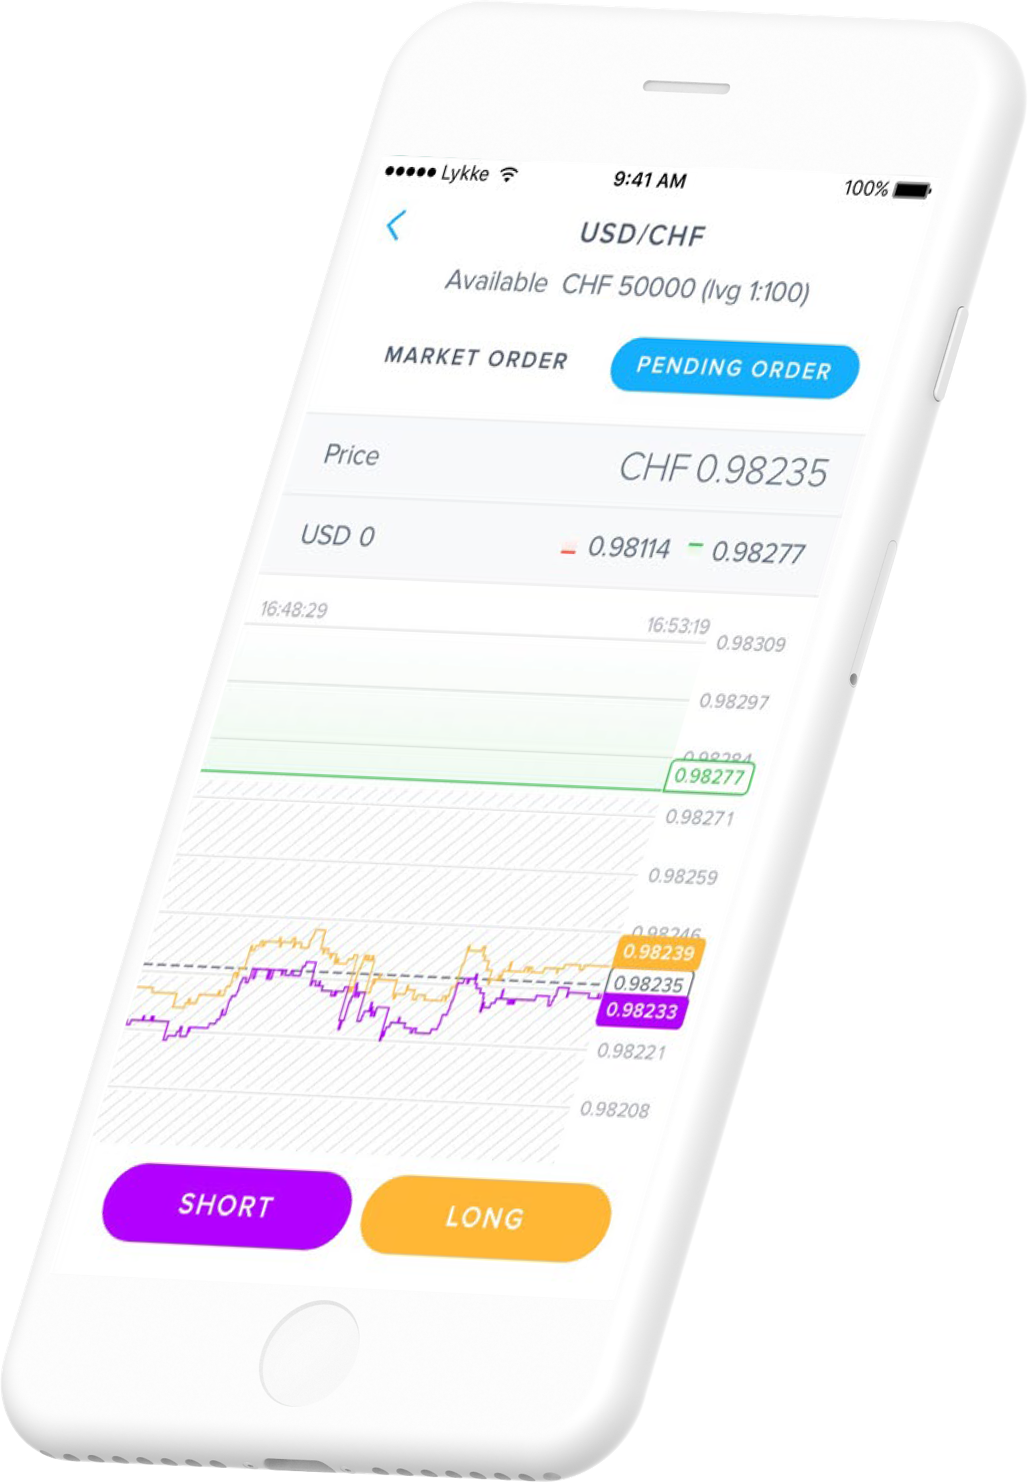 Lykke 9:41 AM 100%
USD/CHF
Available CHF 50000 (lvg 1:100)
MARKET ORDER PENDING ORDER
Price CHF 0.98235
USD 0 0.98114 0.98277
16:48:29 16:53:19
0.98309
0.98297
0.98284
0.98277
0.98271
0.98259
0.98246
0.98239
0.98235
0.98233
0.98221
0.98208
SHORT LONG